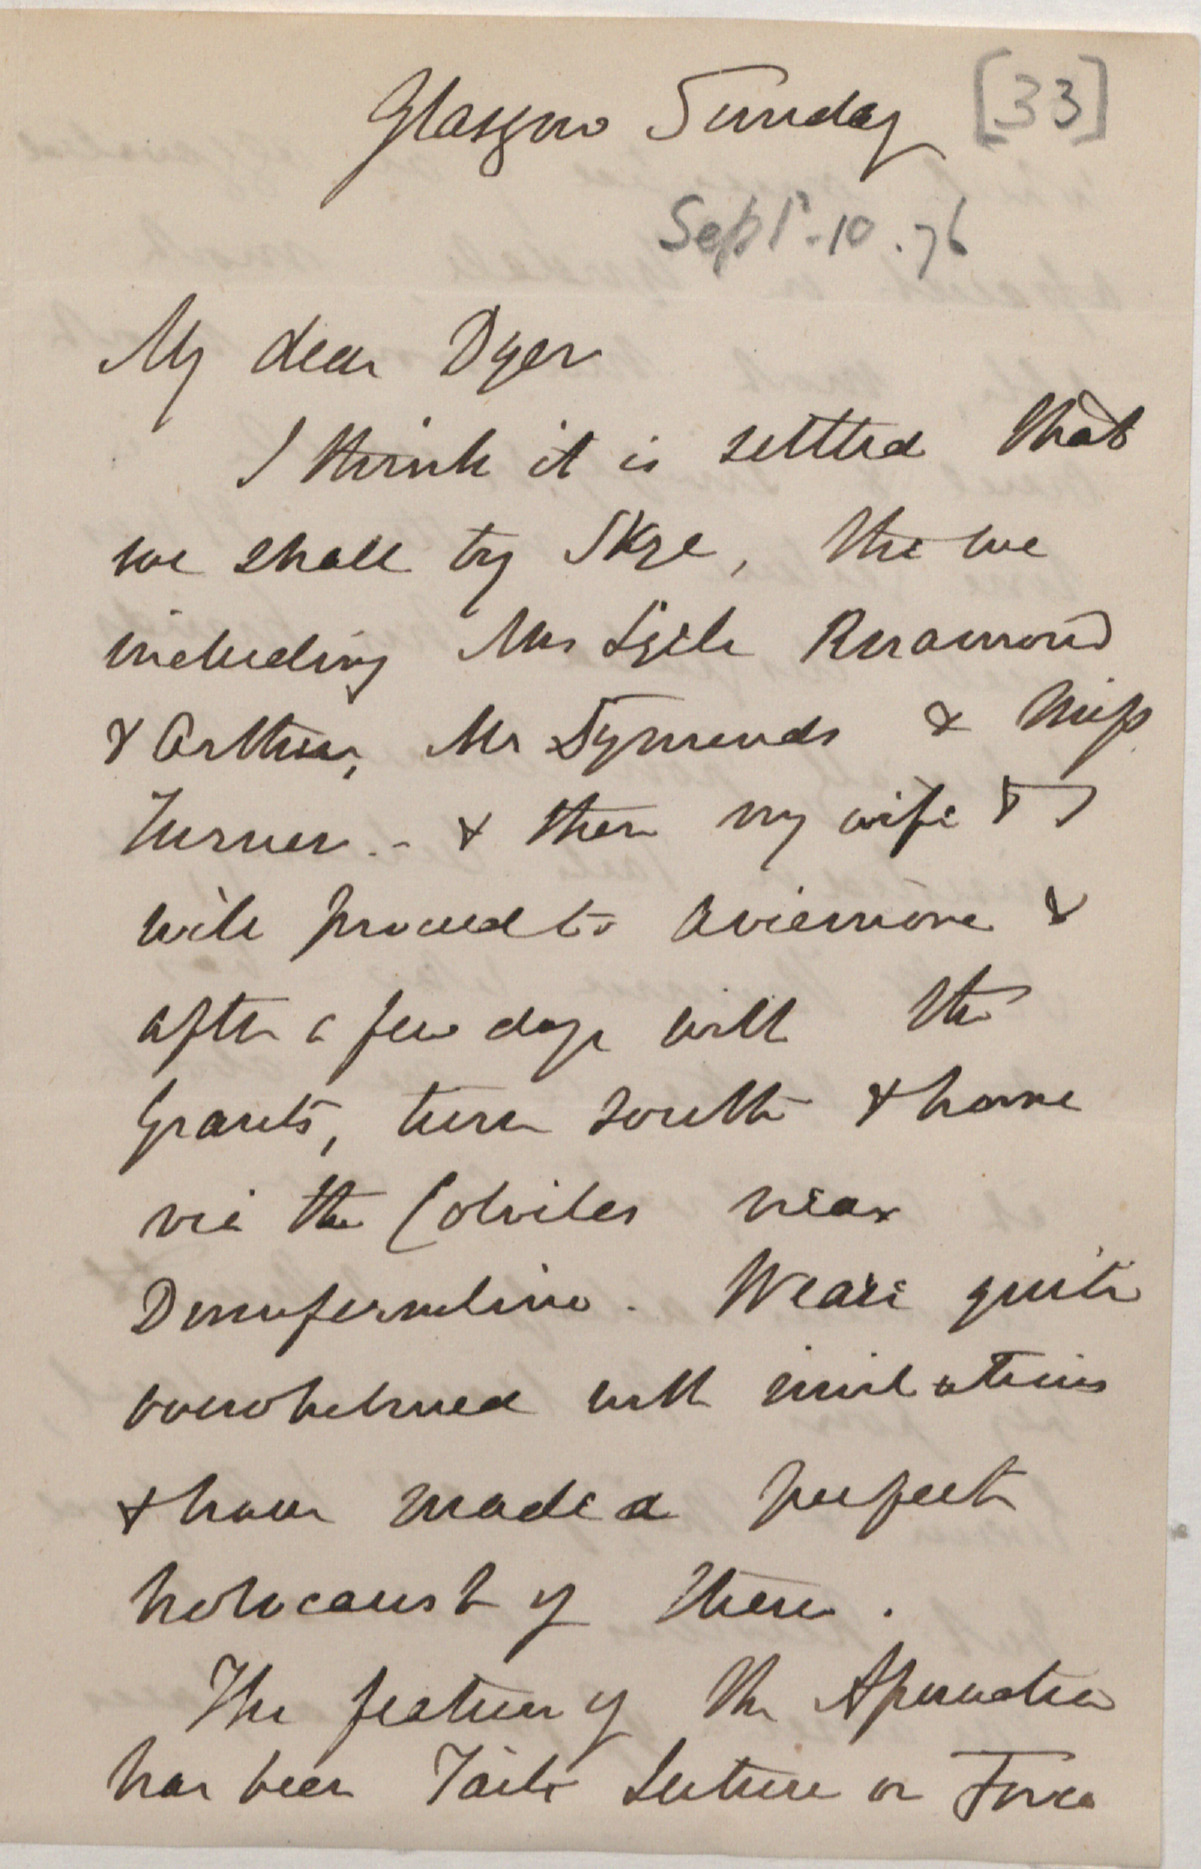 Glasgow Sunday [33]
Sept. 10. 76
My dear Dyer
I think it is settled that
we shall try Skye, the we
including Mrs Lyell Rosamond
& Arthur, Mr Symonds & Miss
Turner. - & then my wife & I
will proceed to Aviemore &
after a few days with the
Grants, turn South & home
via the Colviles near
Dunfermline. We are quite
overwhelmed with invitations
& have made a perfect
holocaust of them.
The feature of the Association
has been Taits lecture on Force